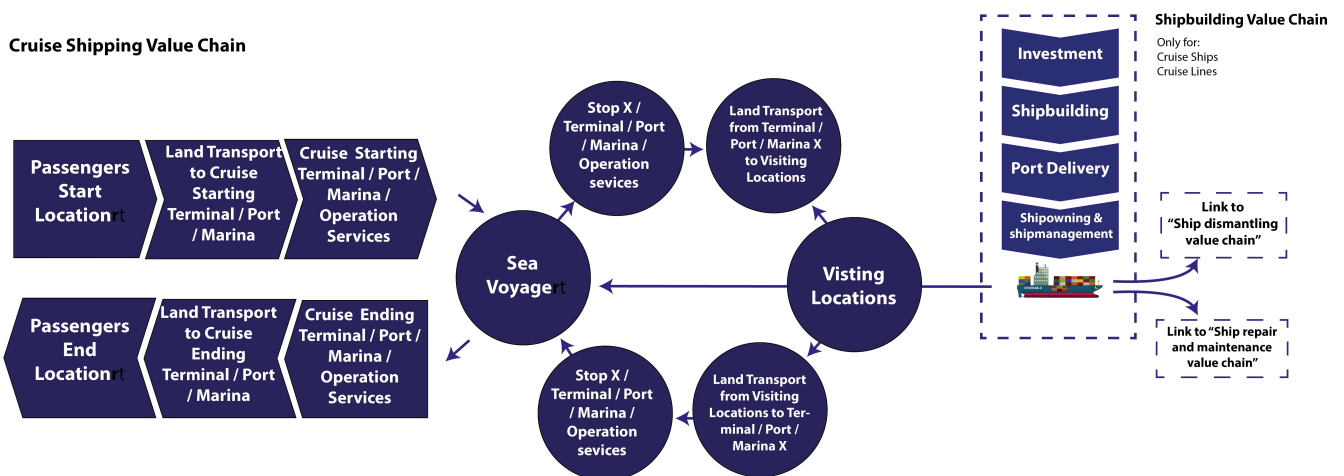 Cruise Shipping Value Chain
Passengers
Start
Locationrt
Land Transport
to Cruise
Starting
Terminal / Port
/ Marina
Cruise Starting
Terminal / Port /
Marina /
Operation
Services
Passengers
End
Locationrt
Land Transport
to Cruise
Ending
Terminal / Port
/ Marina
Cruise Ending
Terminal / Port /
Marina /
Operation
Services
Sea
Voyagert
Stop X /
Terminal / Port
/ Marina /
Operation
sevices
Land Transport
from Terminal /
Port / Marina X
to Visiting
Locations
Visting
Locations
Land Transport
from Visiting
Locations to Ter-
minal / Port /
Marina X
Stop X /
Terminal / Port
/ Marina /
Operation
sevices
Shipbuilding Value Chain
Only for:
Cruise Ships
Cruise Lines
Investment
Shipbuilding
Port Delivery
Shipowning &
shipmanagement
Link to
“Ship dismantling
value chain”
Link to “Ship repair
and maintenance
value chain”